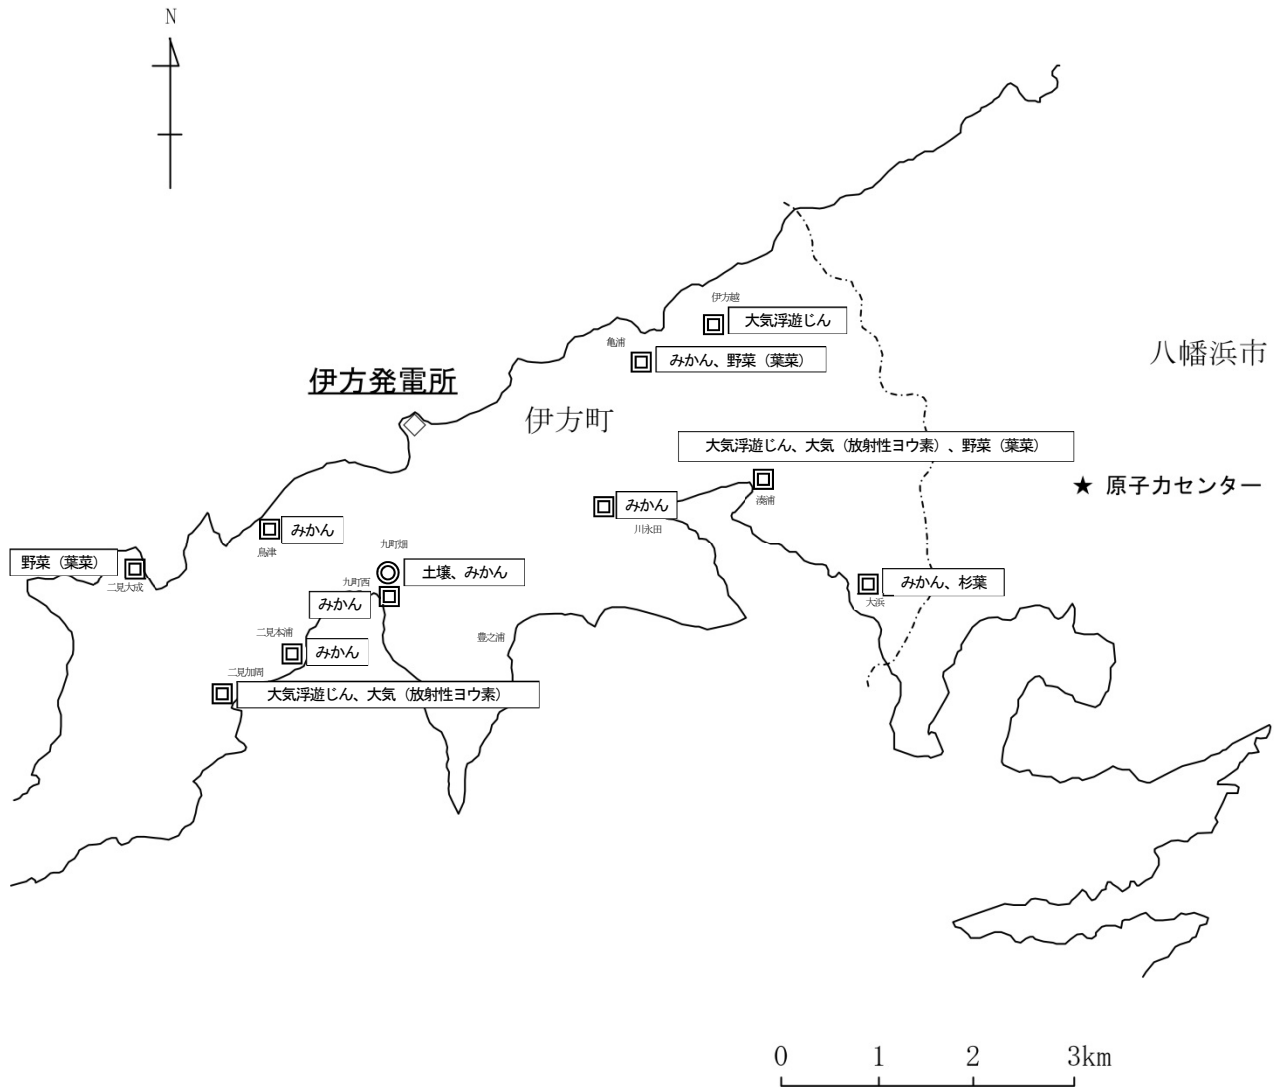 N
伊方越
大気浮遊じん
亀浦
みかん、野菜（葉菜）
八幡浜市
伊方発電所
伊方町
大気浮遊じん、大気（放射性ヨウ素）、野菜（葉菜）
★ 原子力センター
湊浦
みかん
川永田
みかん
鳥津
野菜（葉菜）
二見大成
九町畑
土壌、みかん
九町西
みかん
みかん、杉葉
大浜
二見本浦
みかん
豊之浦
二見加周
大気浮遊じん、大気（放射性ヨウ素）
0 1 2 3km